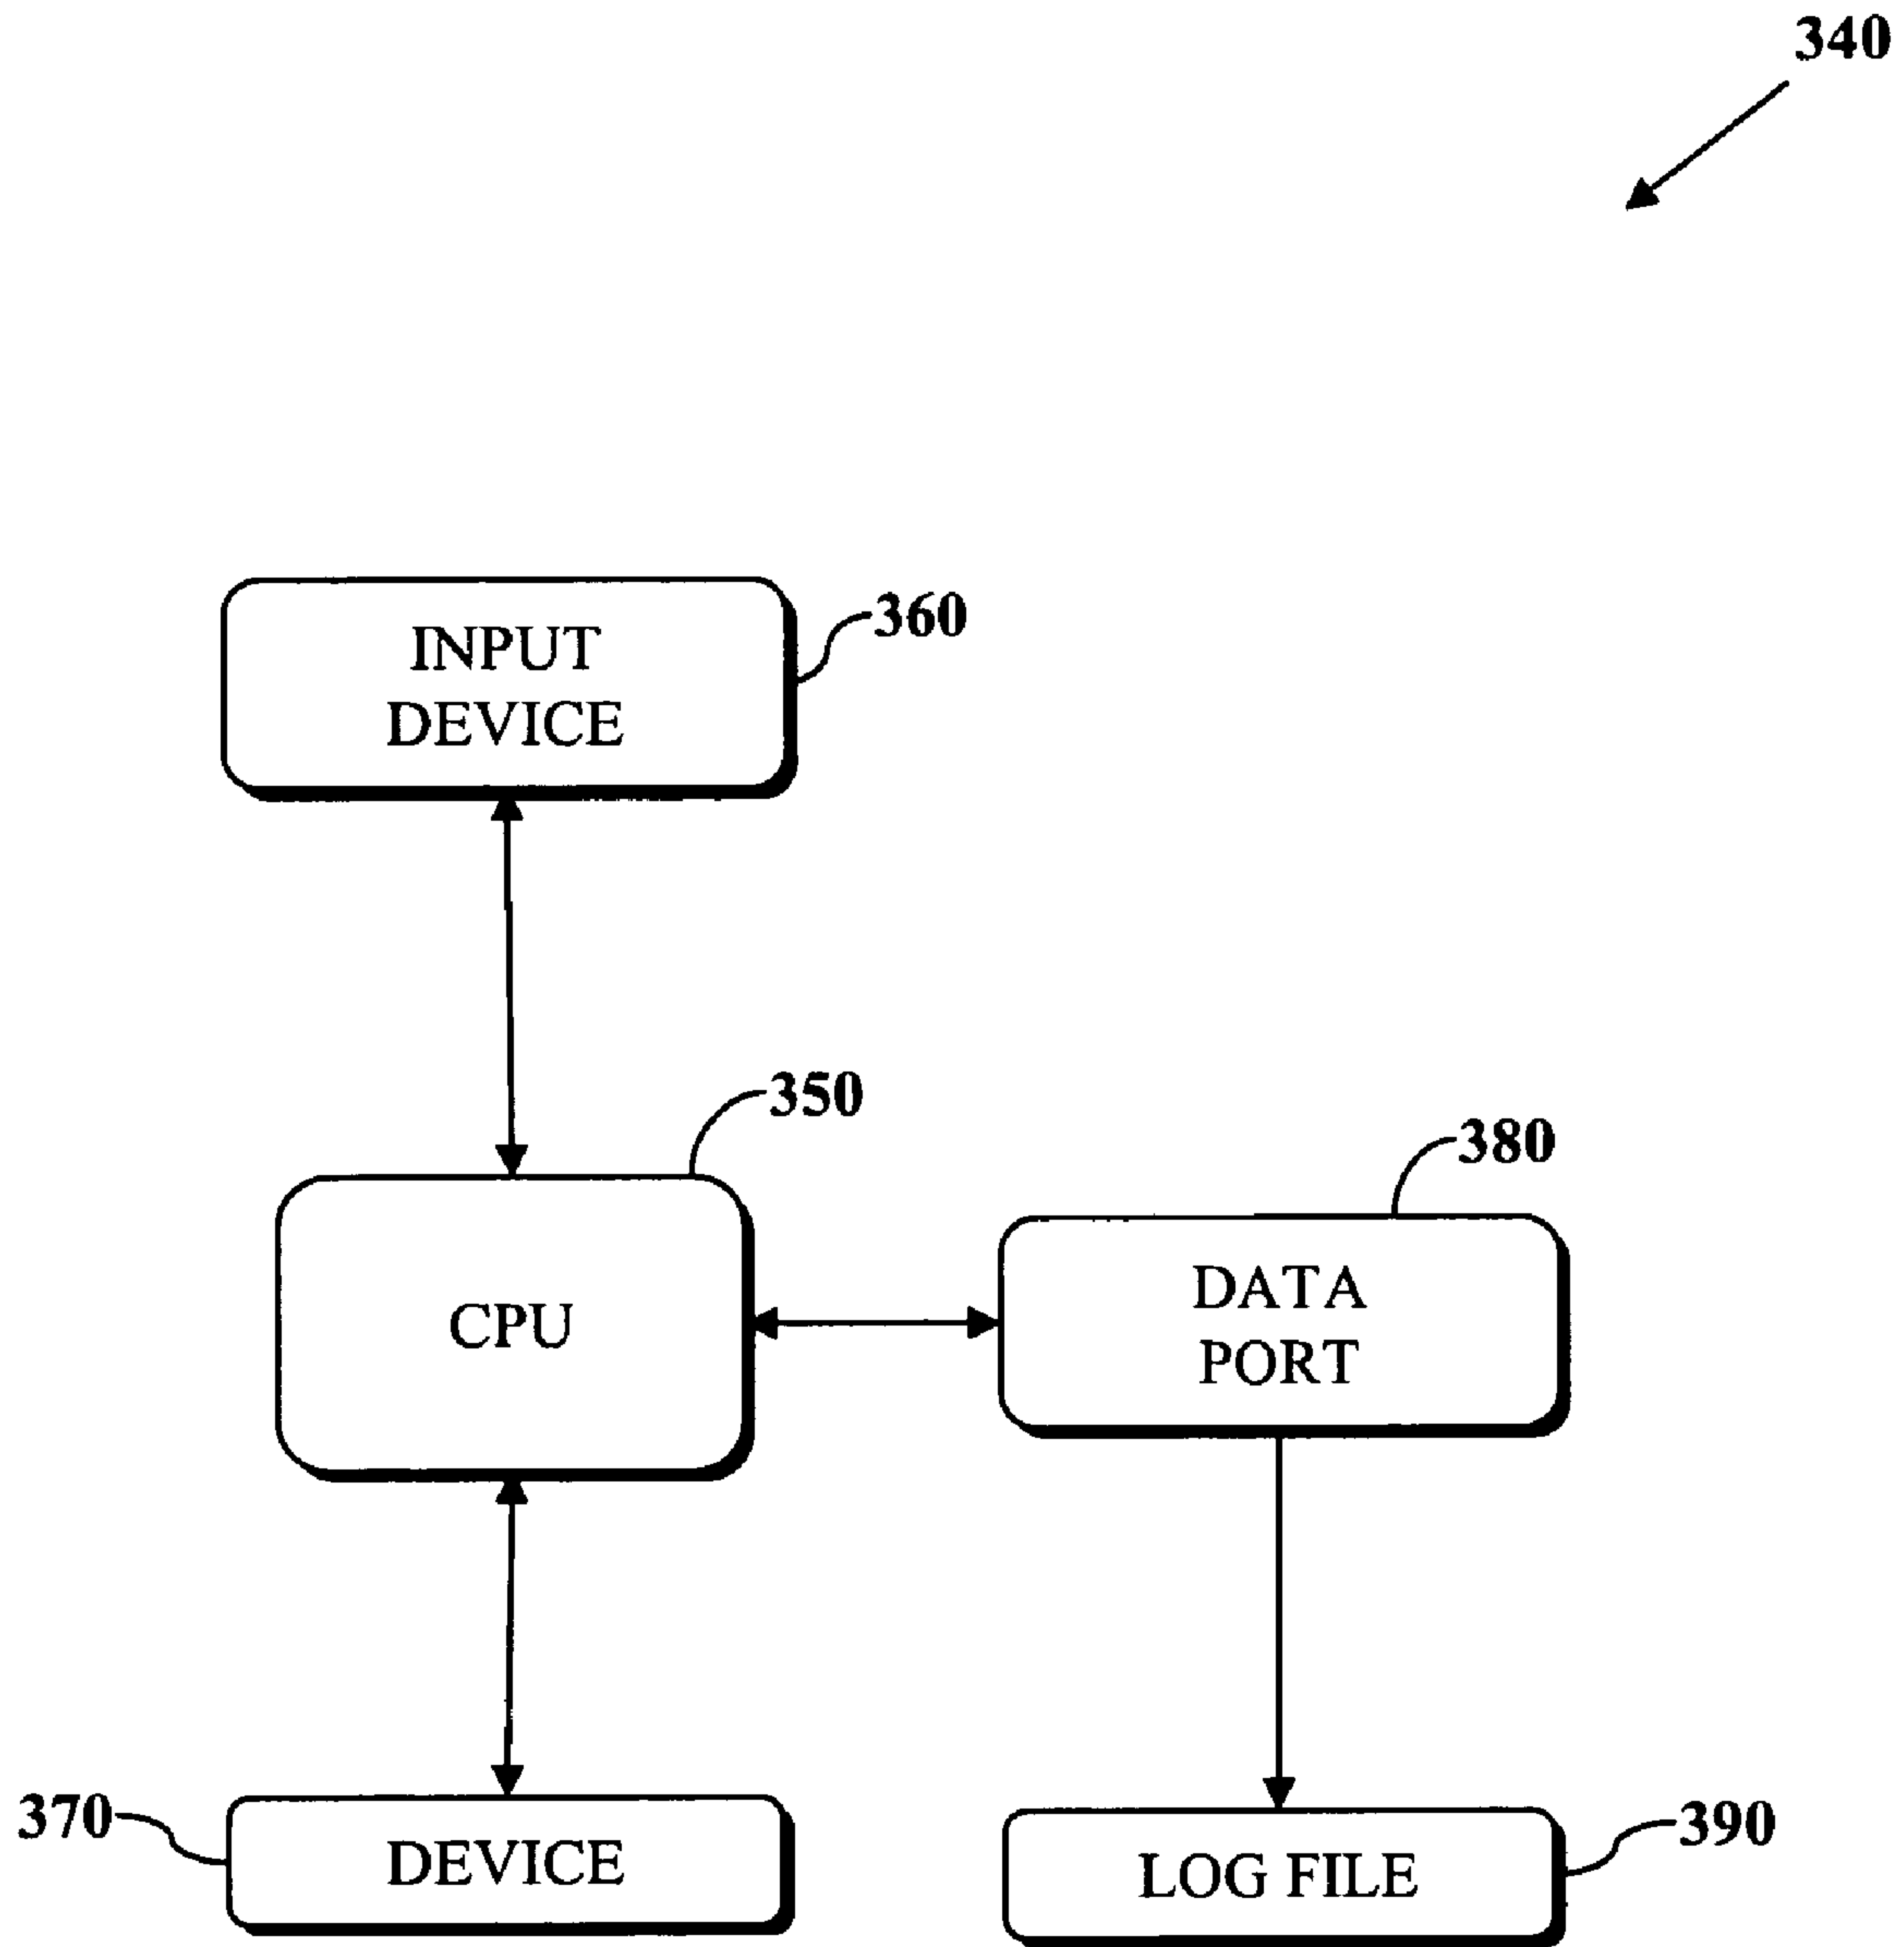 340
INPUT
DEVICE
360
350
CPU
380
DATA
PORT
370
DEVICE
LOG FILE
390